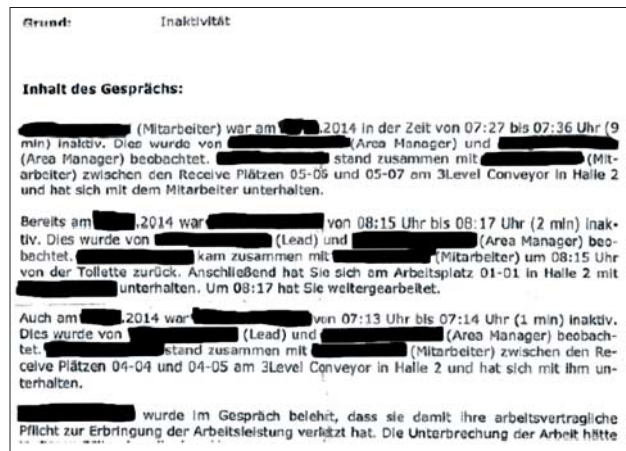 Grund: Inaktivität
Inhalt des Gesprächs:
(Mitarbeiter) war am .2014 in der Zeit von 07:27 bis 07:36 Uhr (9
min) inaktiv. Dies wurde von (Area Manager) und
(Area Manager) beobachtet. stand zusammen mit (Mit-
arbeiter) zwischen den Receive Plätzen 05-06 und 05-07 am 3Level Conveyor in Halle 2
und hat sich mit dem Mitarbeiter unterhalten.
Bereits am .2014 war von 08:15 Uhr bis 08:17 Uhr (2 min) inak-
tiv. Dies wurde von (Lead) und (Area Manager) beo-
bachtet. kam zusammen mit (Mitarbeiter) um 08:15 Uhr
von der Toilette zurück. Anschließend hat Sie sich am Arbeitsplatz 01-01 in Halle 2 mit
unterhalten. Um 08:17 hat Sie weitergearbeitet.
Auch am .2014 war von 07:13 Uhr bis 07:14 Uhr (1 min) inaktiv.
Dies wurde von (Lead) und (Area Manager) beobach-
tet. stand zusammen mit (Mitarbeiter) zwischen den Re-
ceive Plätzen 04-04 und 04-05 am 3Level Conveyor in Halle 2 und hat sich mit ihm un-
terhalten.
wurde im Gespräch belehrt, dass sie damit ihre arbeitsvertragliche
Pflicht zur Erbringung der Arbeitsleistung verletzt hat. Die Unterbrechung der Arbeit hätte